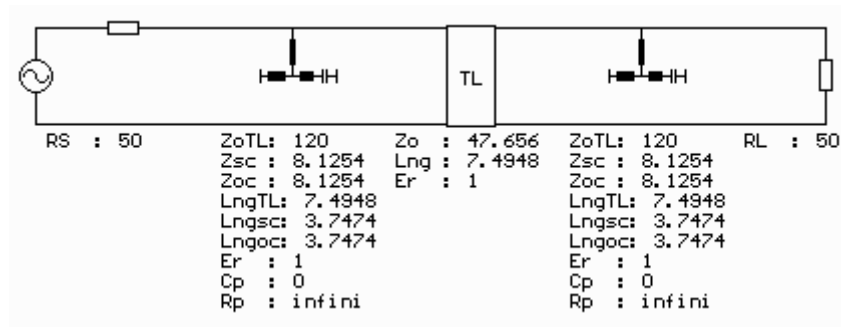 TL
RS : 50 ZoTL: 120 Zo : 47.656 ZoTL: 120 RL : 50
Zsc : 8.1254 Lng : 7.4948 Zsc : 8.1254
Zoc : 8.1254 Er : 1 Zoc : 8.1254
LngTL: 7.4948 LngTL: 7.4948
Lngsc: 3.7474 Lngsc: 3.7474
Lngoc: 3.7474 Lngoc: 3.7474
Er : 1 Er : 1
Cp : 0 Cp : 0
Rp : infini Rp : infini